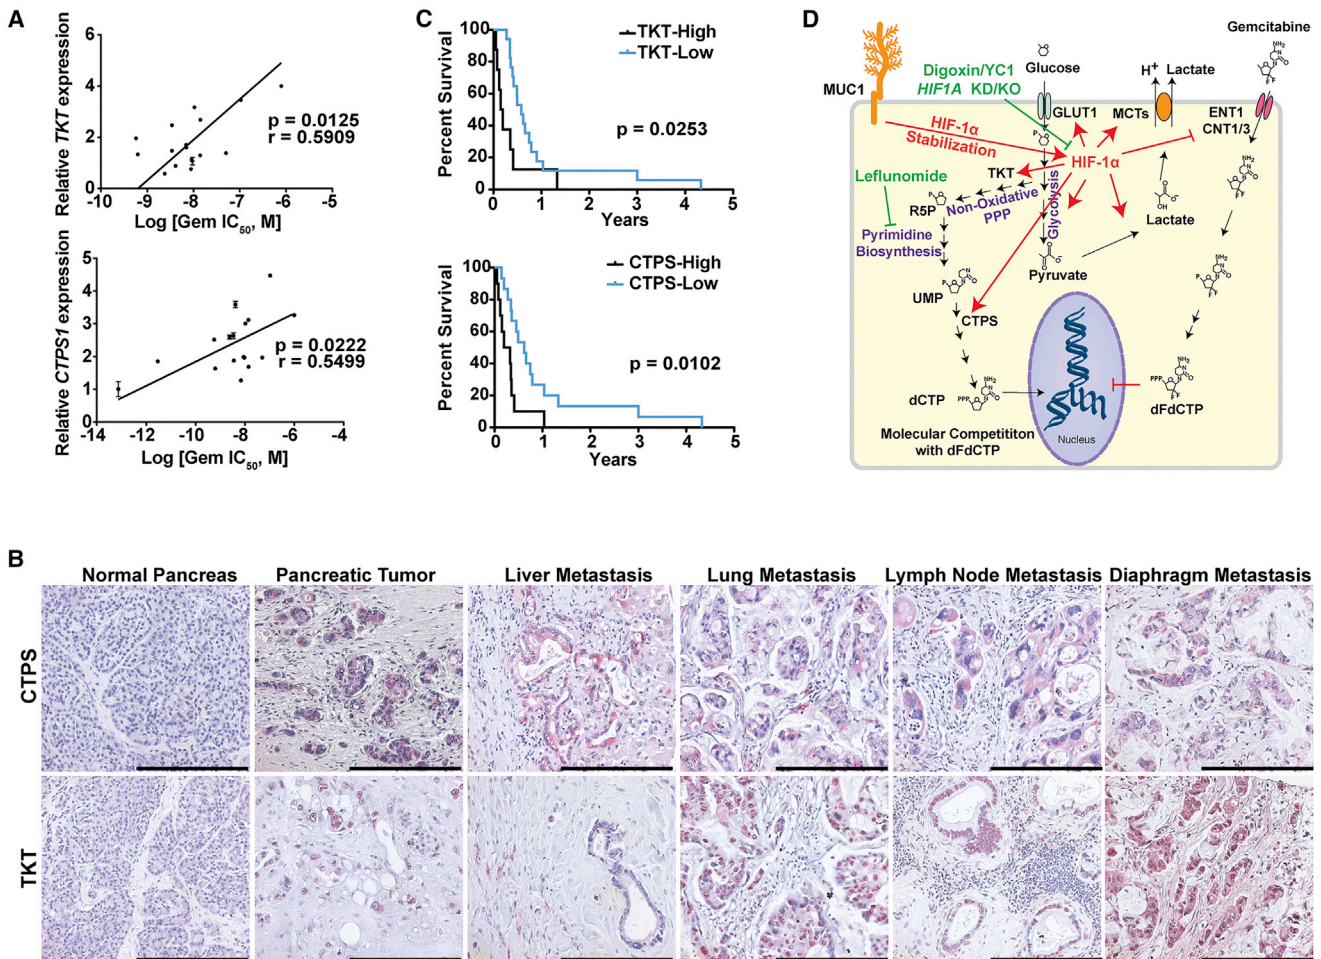 A
Relative TKT expression
6
4
2
0
-10
-9
-8
-7
-6
-5
p = 0.0125
r = 0.5909
Log [Gem IC50, M]
Relative CTPS1 expression
5
4
3
2
1
0
-14
-12
-10
-8
-6
-4
p = 0.0222
r = 0.5499
Log [Gem IC50, M]
C
Percent Survival
100
80
60
40
20
0
0
1
2
3
4
5
Years
TKT-High
TKT-Low
p = 0.0253
Percent Survival
100
80
60
40
20
0
0
1
2
3
4
5
Years
CTPS-High
CTPS-Low
p = 0.0102
D
MUC1
Digoxin/YC1
HIF1A KD/KO
Glucose
H+
Lactate
Gemcitabine
GLUT1
MCTs
ENT1
CNT1/3
HIF-1α
Stabilization
HIF-1α
TKT
Leflunomide
R5P
Non-Oxidative
PPP
Glycolysis
Lactate
Pyrimidine
Biosynthesis
Pyruvate
UMP
CTPS
dCTP
dFdCTP
Nucleus
Molecular Competititon
with dFdCTP
B
Normal Pancreas
Pancreatic Tumor
Liver Metastasis
Lung Metastasis
Lymph Node Metastasis
Diaphragm Metastasis
CTPS
TKT